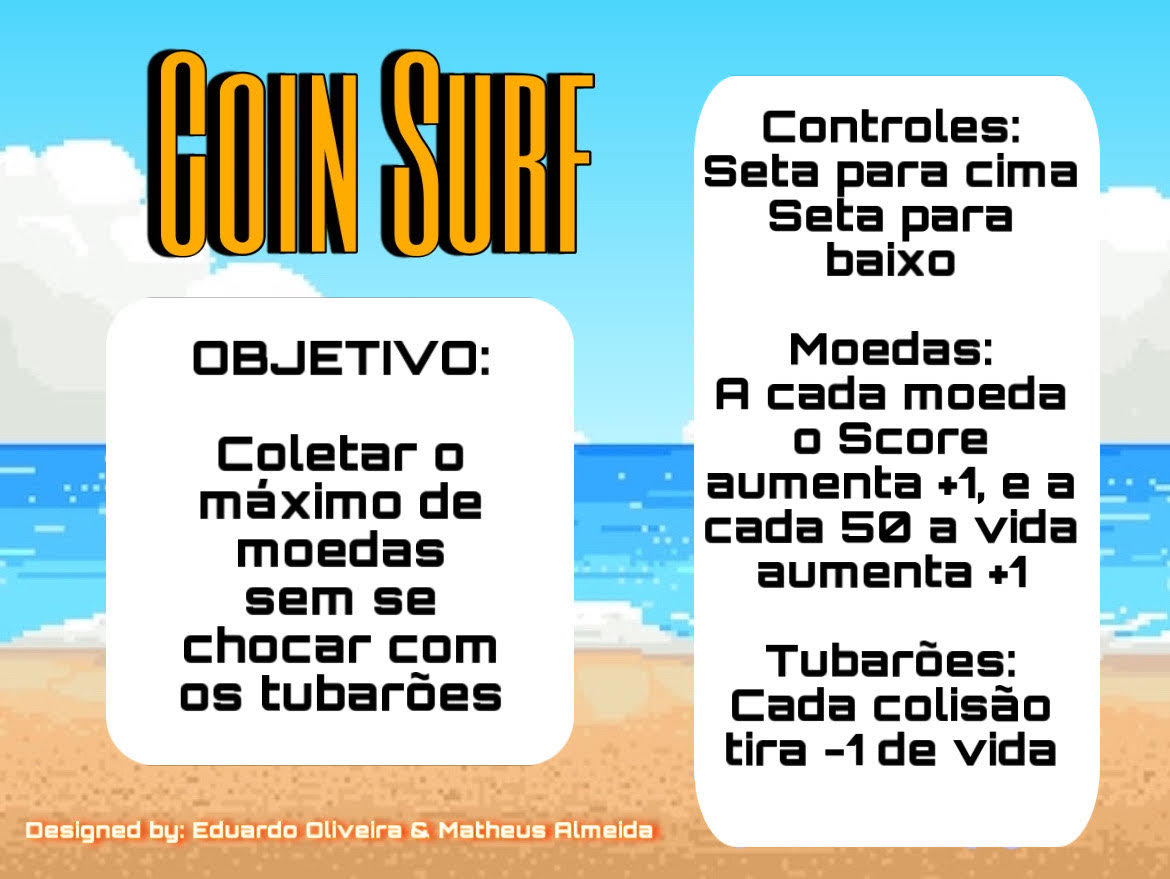 Coin Surf
OBJETIVO:
Coletar o
máximo de
moedas
sem se
chocar com
os tubarões
Controles:
Seta para cima
Seta para
baixo
Moedas:
A cada moeda
o Score
aumenta +1, e a
cada 50 a vida
aumenta +1
Tubarões:
Cada colisão
tira -1 de vida
Designed by: Eduardo Oliveira & Matheus Almeida